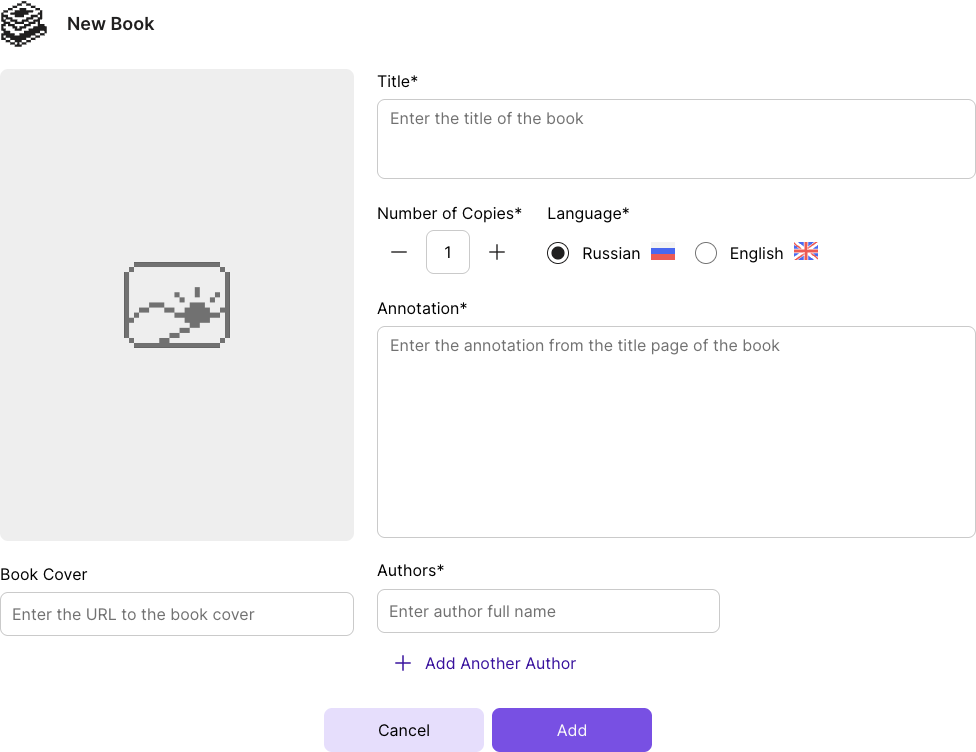 New Book
Title*
Enter the title of the book
Number of Copies*
Language*
1
Russian
English
Annotation*
Enter the annotation from the title page of the book
Book Cover
Enter the URL to the book cover
Authors*
Enter author full name
Add Another Author
Cancel
Add